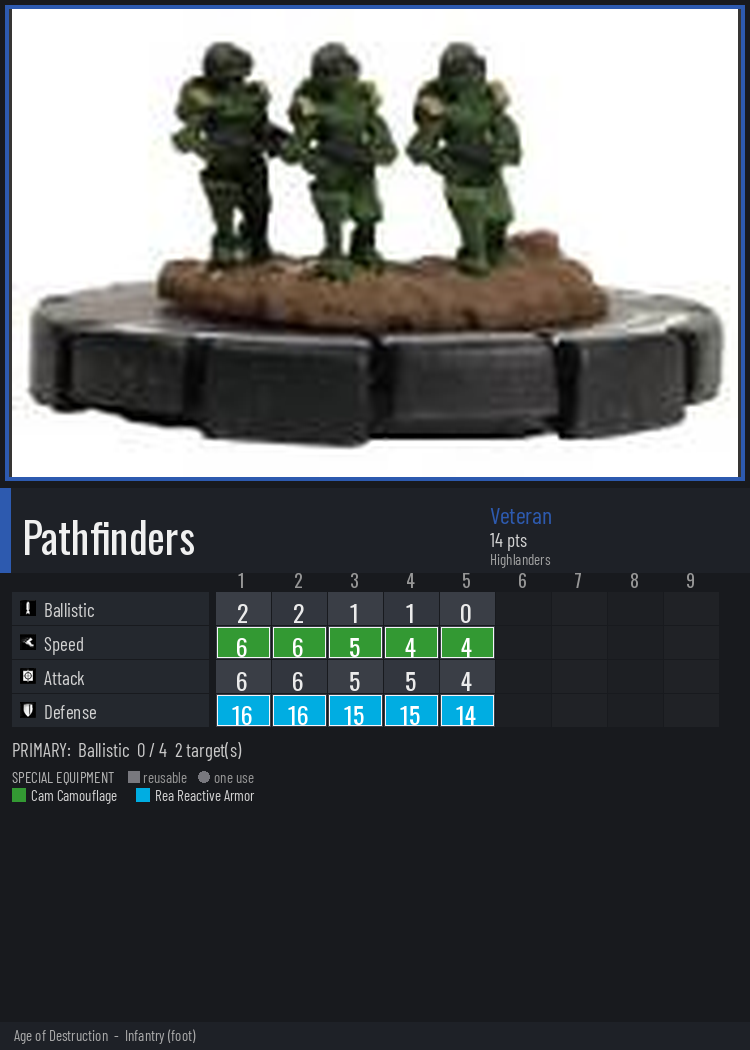 Pathfinders
Veteran
14 pts
Highlanders
1 2 3 4 5 6 7 8 9
Ballistic 2 2 1 1 0
Speed 6 6 5 4 4
Attack 6 6 5 5 4
Defense 16 16 15 15 14
PRIMARY: Ballistic 0 / 4 2 target(s)
SPECIAL EQUIPMENT reusable one use
Cam Camouflage Rea Reactive Armor
Age of Destruction - Infantry (foot)